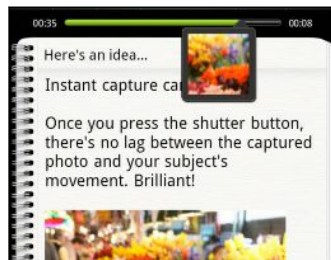 00:35 00:08
Here's an idea...
Instant capture
Once you press the shutter button,
there's no lag between the captured
photo and your subject's
movement. Brilliant!